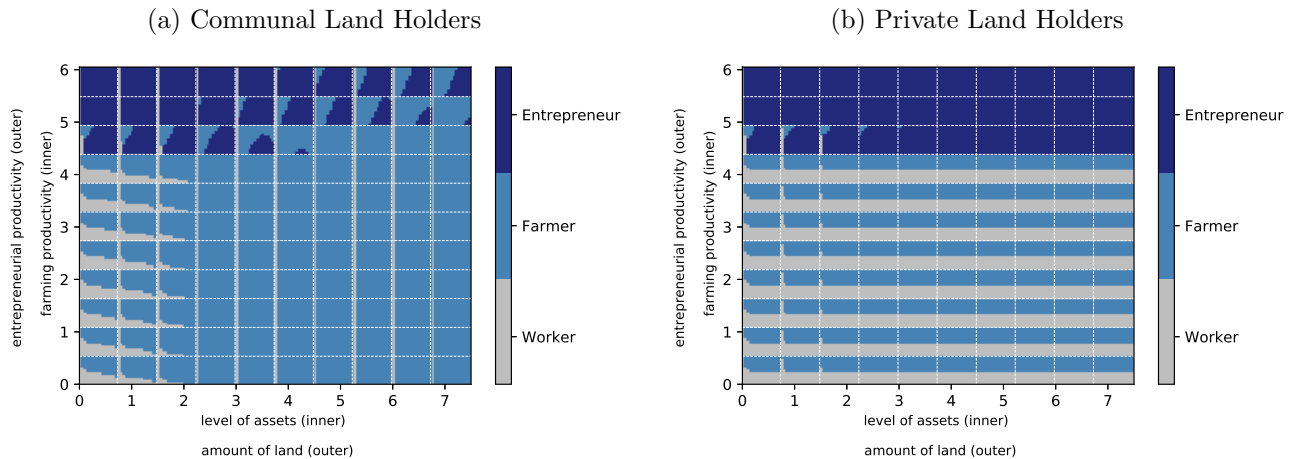 (a) Communal Land Holders
(b) Private Land Holders
6
5
4
3
2
1
0
0 1 2 3 4 5 6 7
entrepreneurial productivity (outer)
farming productivity (inner)
level of assets (inner)
amount of land (outer)
Entrepreneur
Farmer
Worker
6
5
4
3
2
1
0
0 1 2 3 4 5 6 7
entrepreneurial productivity (outer)
farming productivity (inner)
level of assets (inner)
amount of land (outer)
Entrepreneur
Farmer
Worker